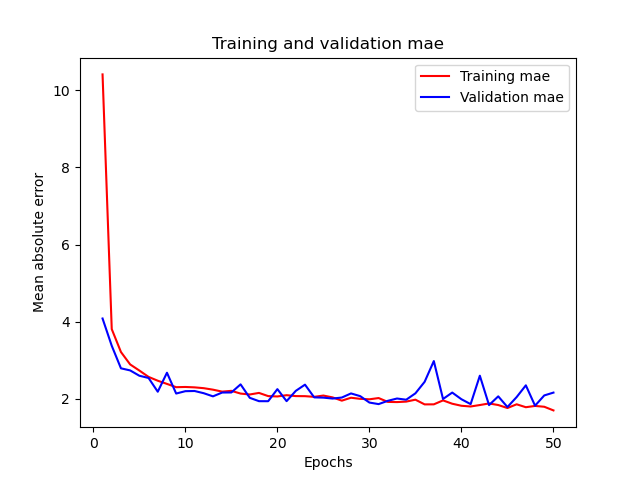 Training and validation mae
Training mae
Validation mae
Mean absolute error
10
8
6
4
2
0
10
20
30
40
50
Epochs